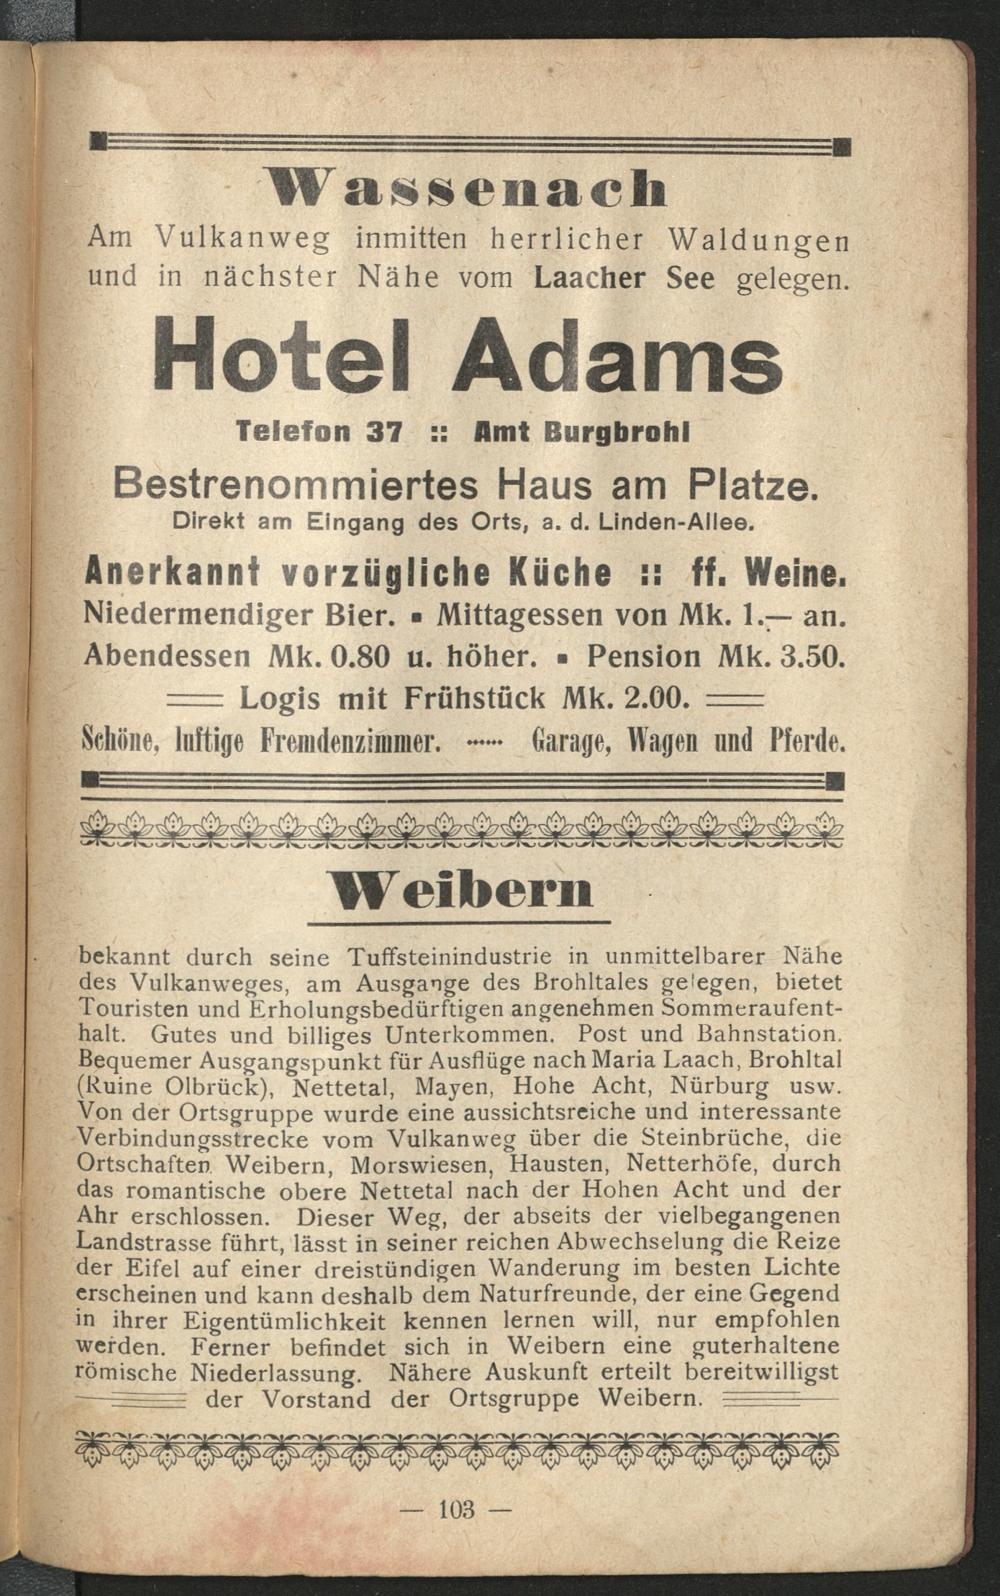 Wassenach
Am Vulkanweg inmitten herrlicher Waldungen
und in nächster Nähe vom Laacher See gelegen.
Hotel Adams
Telefon 37 :: Amt Burgbrohl
Bestrenommiertes Haus am Platze.
Direkt am Eingang des Orts, a. d. Linden-Allee.
Anerkannt vorzügliche Küche :: ff. Weine.
Niedermendiger Bier. ▪ Mittagessen von Mk. 1.— an.
Abendessen Mk. 0.80 u. höher. ▪ Pension Mk. 3.50.
Logis mit Frühstück Mk. 2.00.
Schöne, luftige Fremdenzimmer. ······ Garage, Wagen und Pferde.
Weibern
bekannt durch seine Tuffsteinindustrie in unmittelbarer Nähe
des Vulkanweges, am Ausgange des Brohltales gelegen, bietet
Touristen und Erholungsbedürftigen angenehmen Sommeraufent-
halt. Gutes und billiges Unterkommen. Post und Bahnstation.
Bequemer Ausgangspunkt für Ausflüge nach Maria Laach, Brohltal
(Ruine Olbrück), Nettetal, Mayen, Hohe Acht, Nürburg usw.
Von der Ortsgruppe wurde eine aussichtsreiche und interessante
Verbindungsstrecke vom Vulkanweg über die Steinbrüche, die
Ortschaften Weibern, Morswiesen, Hausten, Netterhöfe, durch
das romantische obere Nettetal nach der Hohen Acht und der
Ahr erschlossen. Dieser Weg, der abseits der vielbegangenen
Landstrasse führt, lässt in seiner reichen Abwechselung die Reize
der Eifel auf einer dreistündigen Wanderung im besten Lichte
erscheinen und kann deshalb dem Naturfreunde, der eine Gegend
in ihrer Eigentümlichkeit kennen lernen will, nur empfohlen
werden. Ferner befindet sich in Weibern eine guterhaltene
römische Niederlassung. Nähere Auskunft erteilt bereitwilligst
der Vorstand der Ortsgruppe Weibern.
— 103 —